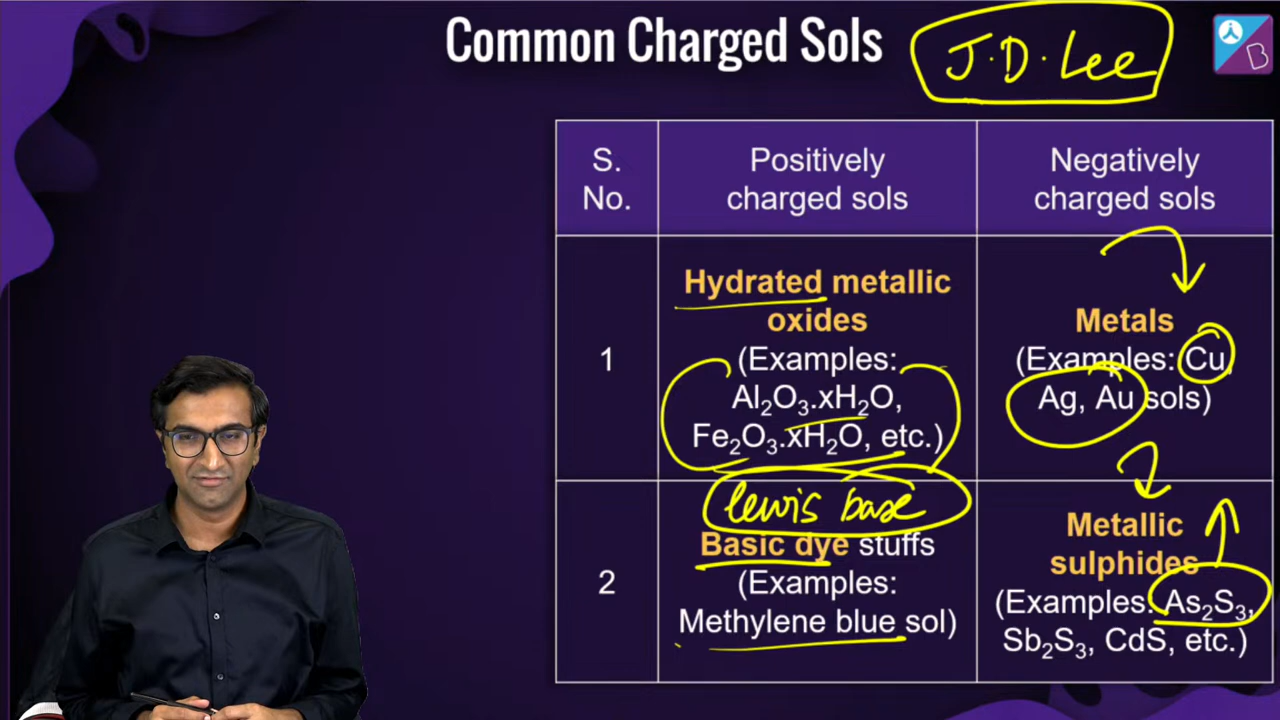 Common Charged Sols
J.D. Lee
B
S.
No.
Positively
charged sols
Negatively
charged sols
1
Hydrated metallic
oxides
(Examples:
Al₂O₃.xH₂O,
Fe₂O₃.xH₂O, etc.)
Metals
(Examples: Cu,
Ag, Au sols)
lewis base
2
Basic dye stuffs
(Examples:
Methylene blue sol)
Metallic
sulphides
(Examples: As₂S₃,
Sb₂S₃, CdS, etc.)